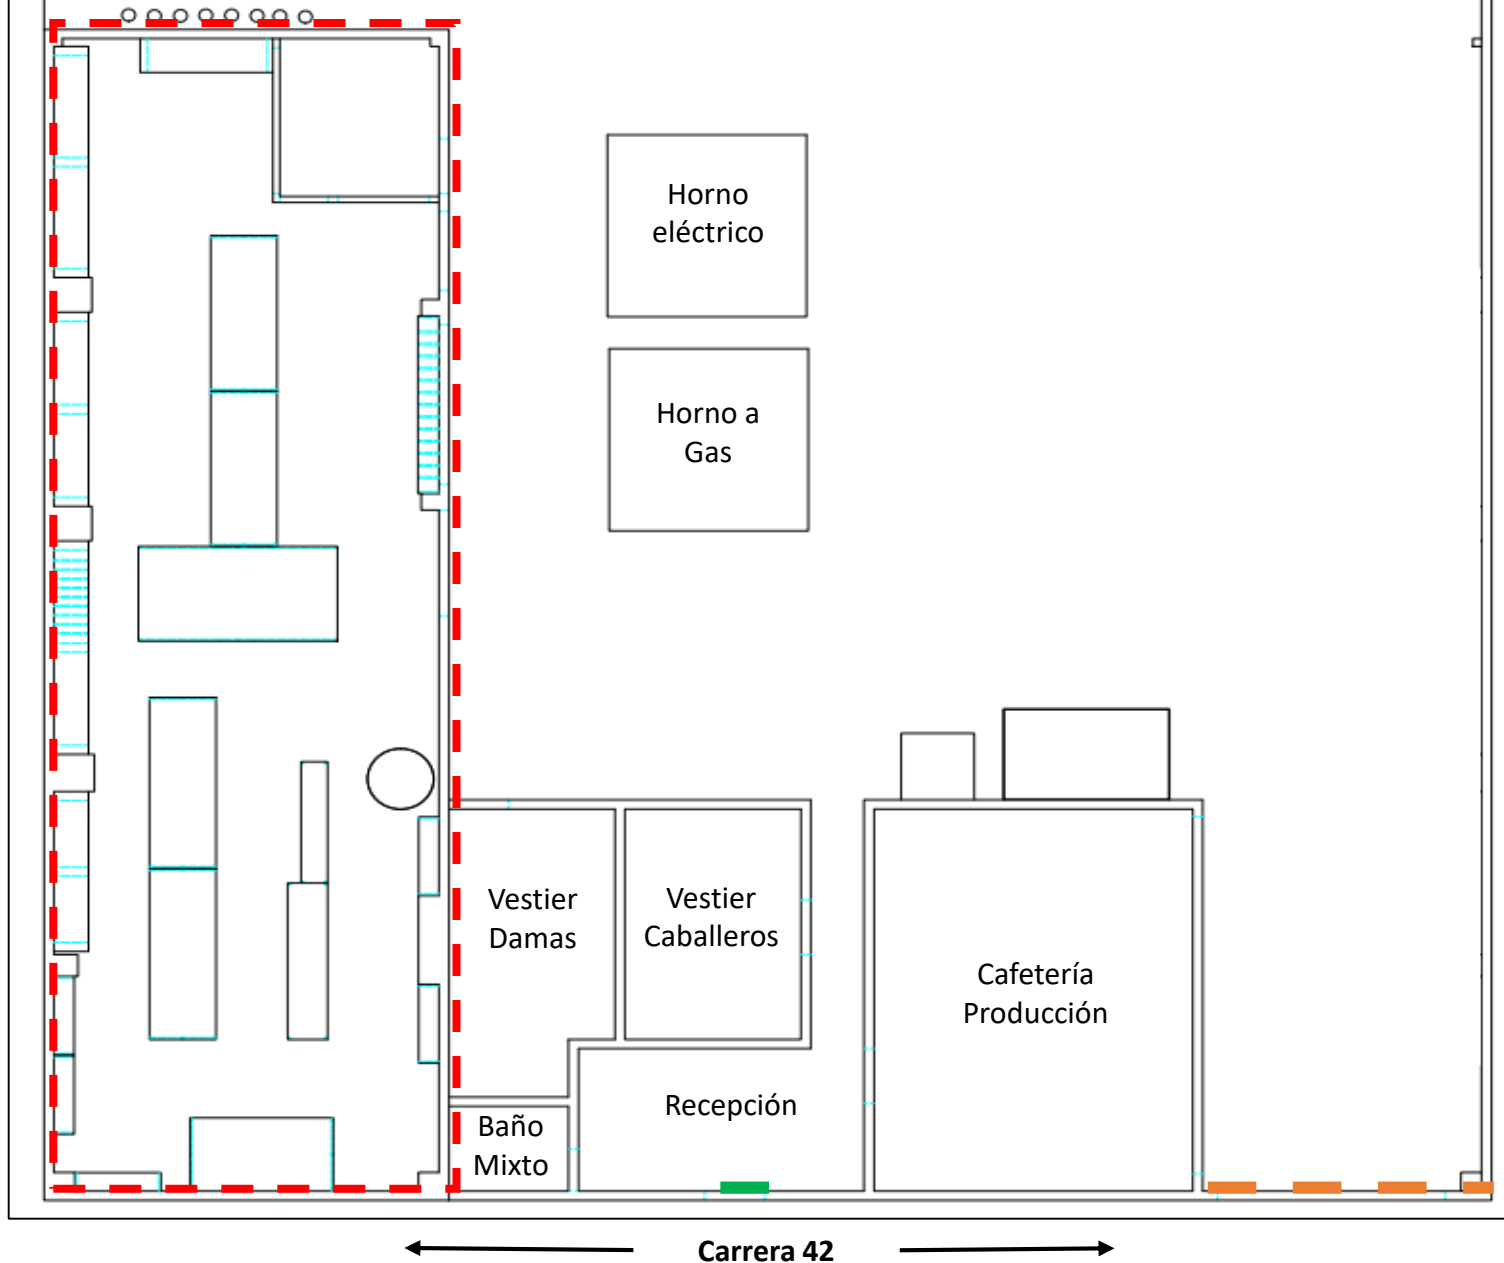 Horno
eléctrico
Horno a
Gas
Vestier
Damas
Vestier
Caballeros
Cafetería
Producción
Recepción
Baño
Mixto
Carrera 42